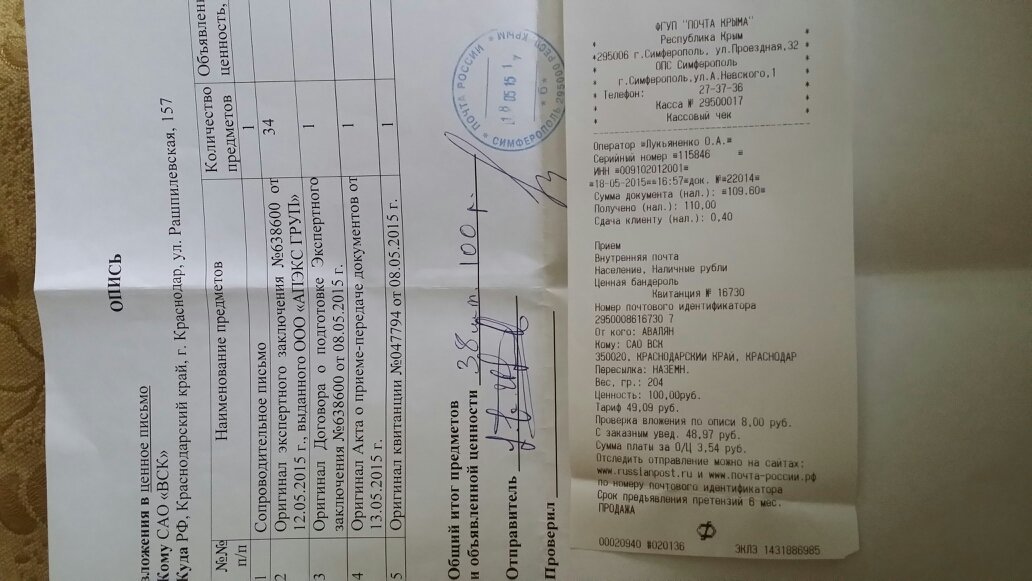 ОПИСЬ
вложения в ценное письмо
Кому САО «ВСК»
Куда РФ, Краснодарский край, г. Краснодар, ул. Рашпилевская, 157
№№ п/п
Наименование предметов
Количество предметов
Объявлен ценность,
1 Сопроводительное письмо 1
2 Оригинал экспертного заключения №638600 от 34
12.05.2015 г., выданного ООО «АПЭКС ГРУП»
3 Оригинал Договора о подготовке Экспертного 1
заключения №638600 от 08.05.2015 г.
4 Оригинал Акта о приеме-передаче документов от 1
13.05.2015 г.
5 Оригинал квитанции №047794 от 08.05.2015 г. 1
Общий итог предметов
и объявленной ценности 38 шт. 100 р.
Отправитель
Проверил
ПОЧТА РОССИИ
КРЫМ
18 05 15 1
СИМФЕРОПОЛЬ 295000
ФГУП "ПОЧТА КРЫМА"
* Республика Крым *
*295006 г.Симферополь, ул.Проездная,32 *
* ОПС Симферополь *
* г.Симферополь,ул.А.Невского,1 *
* Телефон: 27-37-36 *
* Касса № 29500017 *
* Кассовый чек *
Оператор =Лукьяненко О.А.=
Серийный номер =115846 =
ИНН =009102012001=
=18-05-2015==16:57=док. №=22014=
Сумма документа (нал.): =109.60=
Получено (нал.): 110,00
Сдача клиенту (нал.): 0,40
Прием
Внутренняя почта
Население, Наличные рубли
Ценная бандероль
Квитанция № 16730
Номер почтового идентификатора
2950008616730 7
От кого: АВАЛЯН
Кому: САО ВСК
350020, КРАСНОДАРСКИЙ КРАЙ, КРАСНОДАР
Пересылка: НАЗЕМН.
Вес, гр.: 204
Ценность: 100,00руб.
Тариф 49,09 руб.
Проверка вложения по описи 8,00 руб.
С заказным увед. 48,97 руб.
Сумма платы за О/Ц 3,54 руб.
Отследить отправление можно на сайтах:
www.russianpost.ru и www.почта-россии.рф
по номеру почтового идентификатора
Срок предъявления претензий 6 мес.
ПРОДАЖА
00020940 №020136 ЭКЛЗ 1431886985